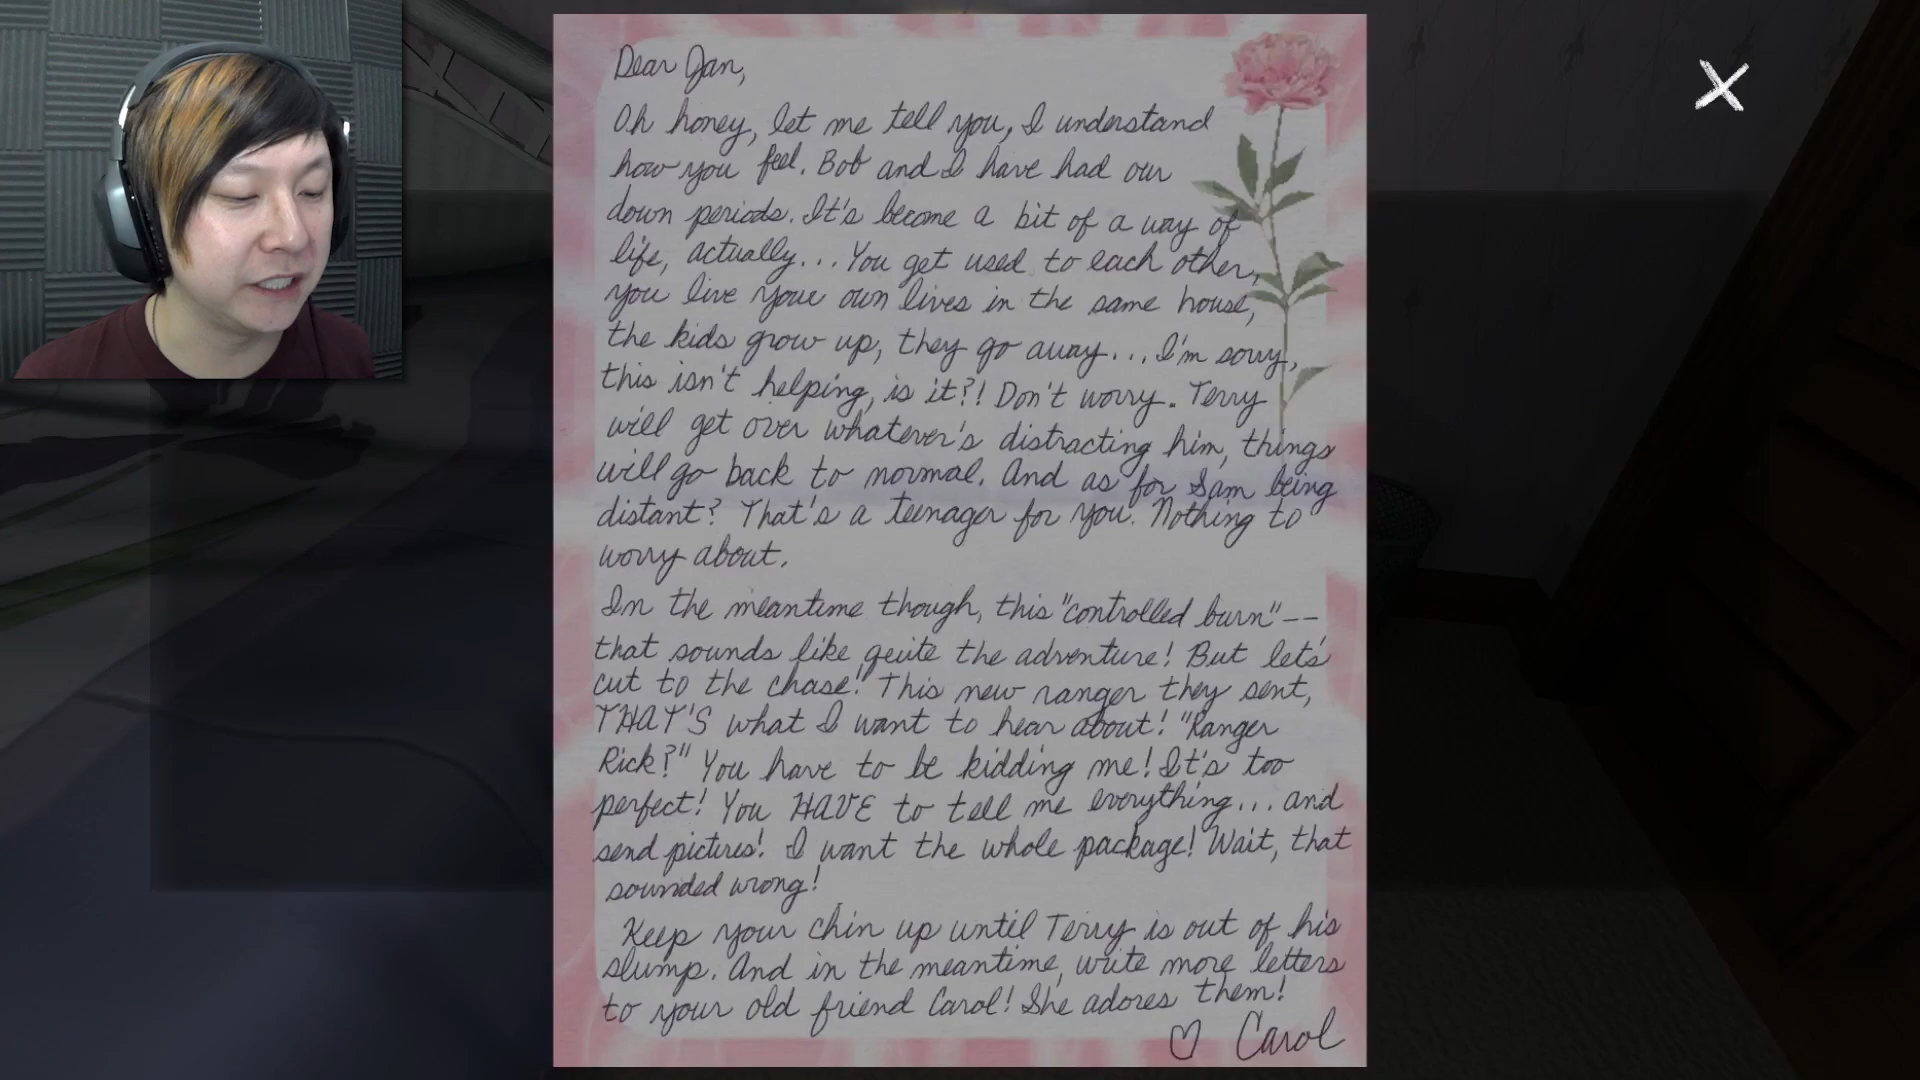 Dear Jan,
Oh honey, let me tell you, I understand
how you feel. Bob and I have had our
down periods. It's become a bit of a way of
life, actually... You get used to each other,
you live your own lives in the same house,
the kids grow up, they go away... I'm sorry,
this isn't helping, is it?! Don't worry. Terry
will get over whatever's distracting him, things
will go back to normal. And as for Sam being
distant? That's a teenager for you. Nothing to
worry about.
In the meantime though, this "controlled burn"--
that sounds like quite the adventure! But let's
cut to the chase! This new ranger they sent,
THAT'S what I want to hear about! "Ranger
Rick?" You have to be kidding me! It's too
perfect! You HAVE to tell me everything... and
send pictures! I want the whole package! Wait, that
sounded wrong!
Keep your chin up until Terry is out of his
slump. And in the meantime, write more letters
to your old friend Carol! She adores them!
♡ Carol